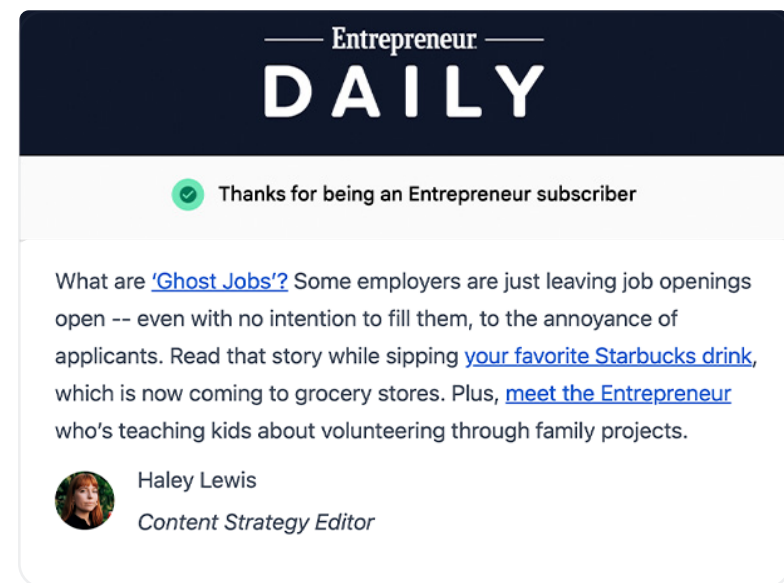 Entrepreneur
DAILY
Thanks for being an Entrepreneur subscriber
What are ‘Ghost Jobs’? Some employers are just leaving job openings
open -- even with no intention to fill them, to the annoyance of
applicants. Read that story while sipping your favorite Starbucks drink,
which is now coming to grocery stores. Plus, meet the Entrepreneur
who’s teaching kids about volunteering through family projects.
Haley Lewis
Content Strategy Editor